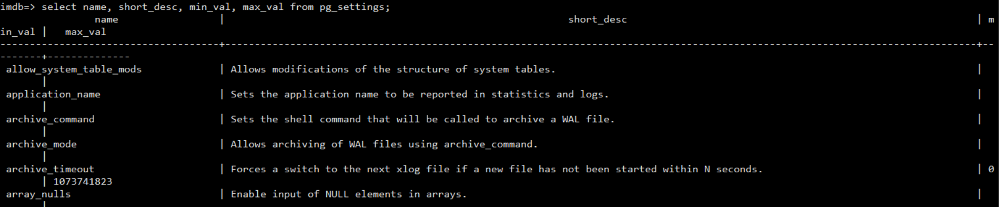 imdb=> select name, short_desc, min_val, max_val from pg_settings;
name | short_desc | m
in_val | max_val
-------------------------------------+-------------------------------------------------------------------------------------------------------------------------------+--
-------+--------------
allow_system_table_mods | Allows modifications of the structure of system tables. |
|
application_name | Sets the application name to be reported in statistics and logs. |
|
archive_command | Sets the shell command that will be called to archive a WAL file. |
|
archive_mode | Allows archiving of WAL files using archive_command. |
|
archive_timeout | Forces a switch to the next xlog file if a new file has not been started within N seconds. | 0
| 1073741823
array_nulls | Enable input of NULL elements in arrays. |
|